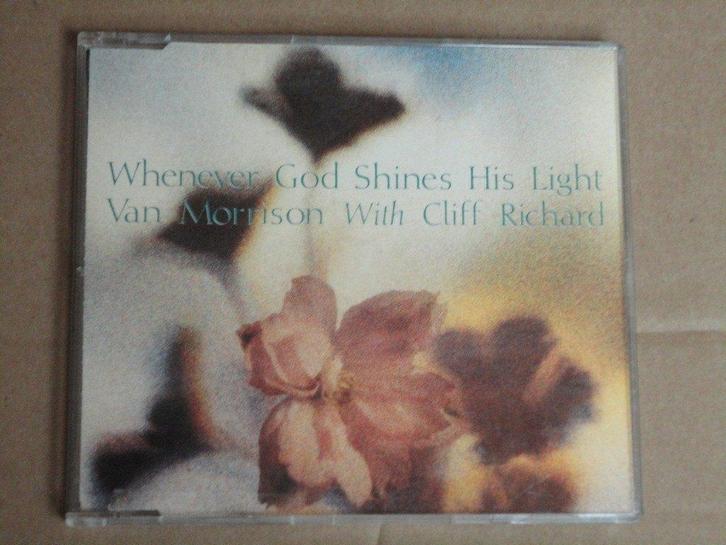 Whenever God Shines His Light
Van Morrison With Cliff Richard